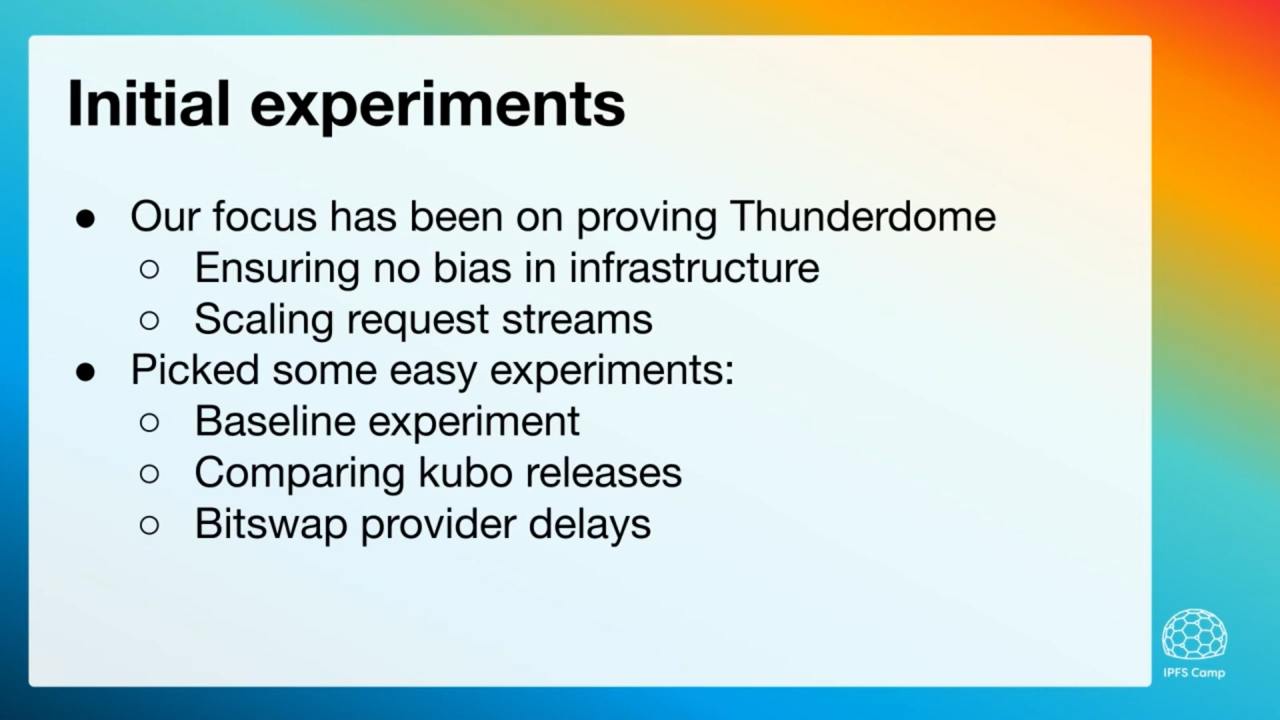 Initial experiments
● Our focus has been on proving Thunderdome
○ Ensuring no bias in infrastructure
○ Scaling request streams
● Picked some easy experiments:
○ Baseline experiment
○ Comparing kubo releases
○ Bitswap provider delays
IPFS Camp